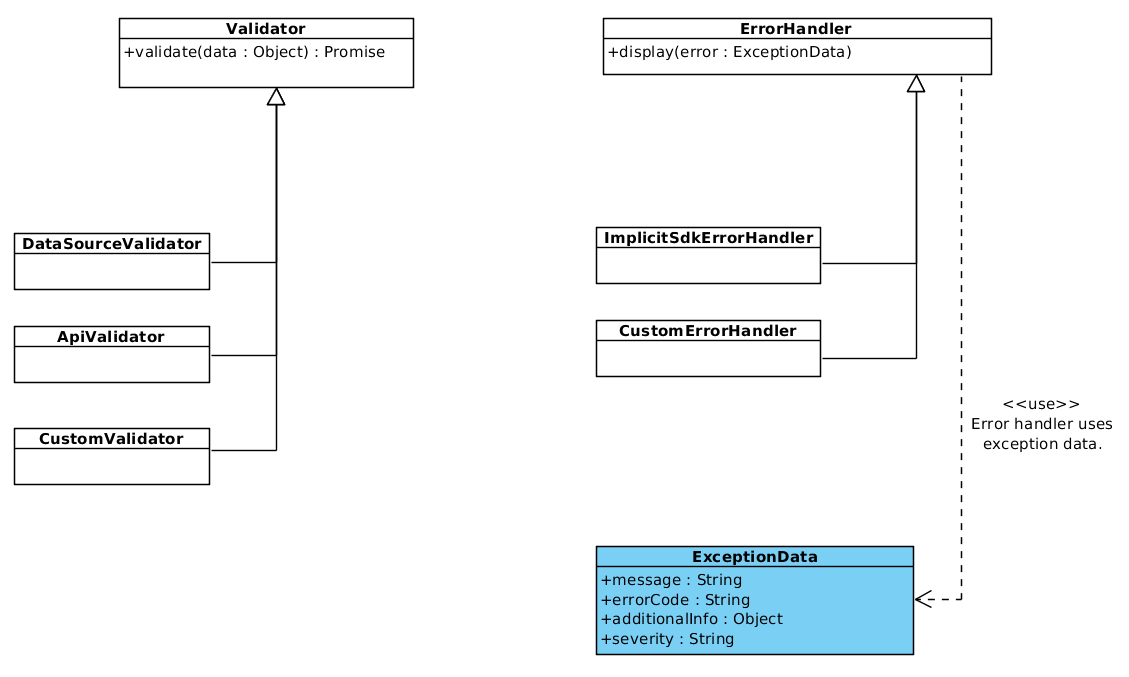 Validator
+validate(data : Object) : Promise
ErrorHandler
+display(error : ExceptionData)
DataSourceValidator
ApiValidator
CustomValidator
ImplicitSdkErrorHandler
CustomErrorHandler
<<use>>
Error handler uses
exception data.
ExceptionData
+message : String
+errorCode : String
+additionalInfo : Object
+severity : String